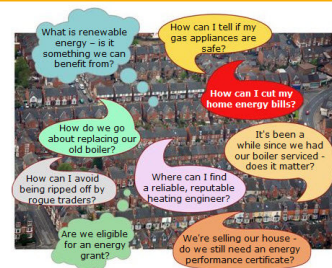 What is renewable
energy – is it
something we can
benefit from?
How can I tell if my
gas appliances are
safe?
How can I cut my
home energy bills?
How do we go
about replacing our
old boiler?
It's been a
while since we had
our boiler serviced -
does it matter?
How can I avoid
being ripped off by
rogue traders?
Where can I find
a reliable, reputable
heating engineer?
Are we eligible
for an energy
grant?
We're selling our house -
do we still need an energy
performance certificate?